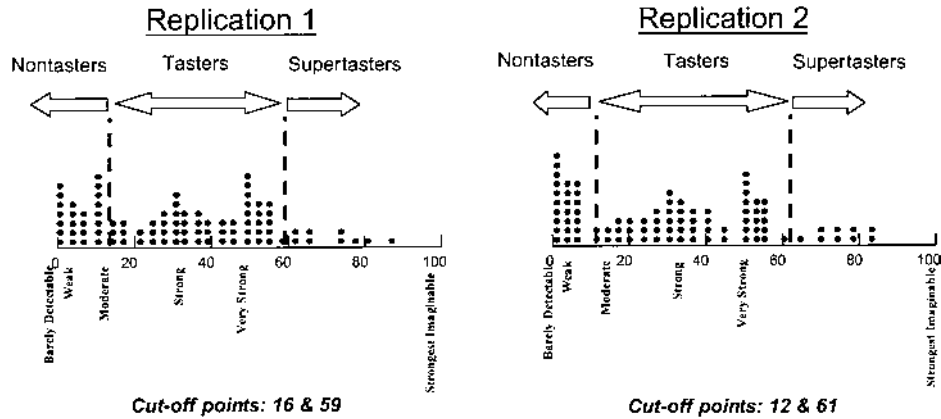 Replication 1
Nontasters Tasters Supertasters
0 20 40 60 80 100
Barely Detectable
Weak
Moderate
Strong
Very Strong
Strongest Imaginable
Cut-off points: 16 & 59
Replication 2
Nontasters Tasters Supertasters
0 20 40 60 80 100
Barely Detectable
Weak
Moderate
Strong
Very Strong
Strongest Imaginable
Cut-off points: 12 & 61